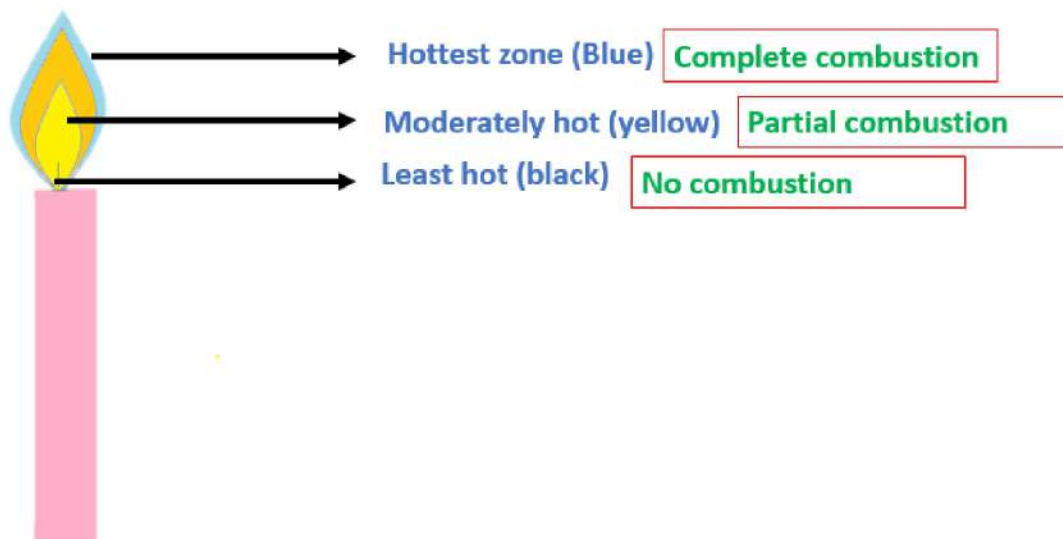 Hottest zone (Blue) Complete combustion
Moderately hot (yellow) Partial combustion
Least hot (black) No combustion